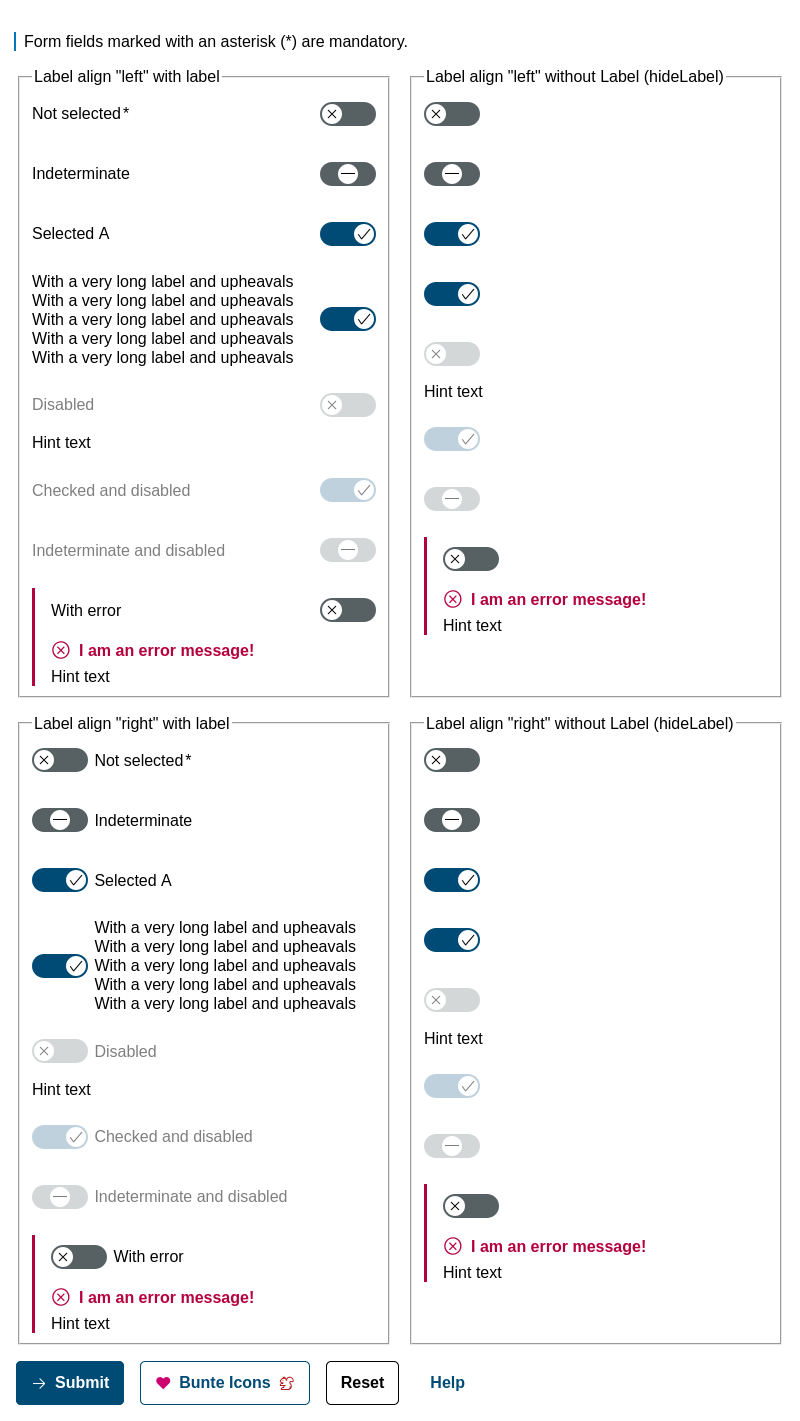 Form fields marked with an asterisk (*) are mandatory.
Label align "left" with label
Not selected*
Indeterminate
Selected A
With a very long label and upheavals
With a very long label and upheavals
With a very long label and upheavals
With a very long label and upheavals
With a very long label and upheavals
Disabled
Hint text
Checked and disabled
Indeterminate and disabled
With error
I am an error message!
Hint text
Label align "left" without Label (hideLabel)
Hint text
I am an error message!
Hint text
Label align "right" with label
Not selected*
Indeterminate
Selected A
With a very long label and upheavals
With a very long label and upheavals
With a very long label and upheavals
With a very long label and upheavals
With a very long label and upheavals
Disabled
Hint text
Checked and disabled
Indeterminate and disabled
With error
I am an error message!
Hint text
Label align "right" without Label (hideLabel)
Hint text
I am an error message!
Hint text
Submit
Bunte Icons
Reset
Help